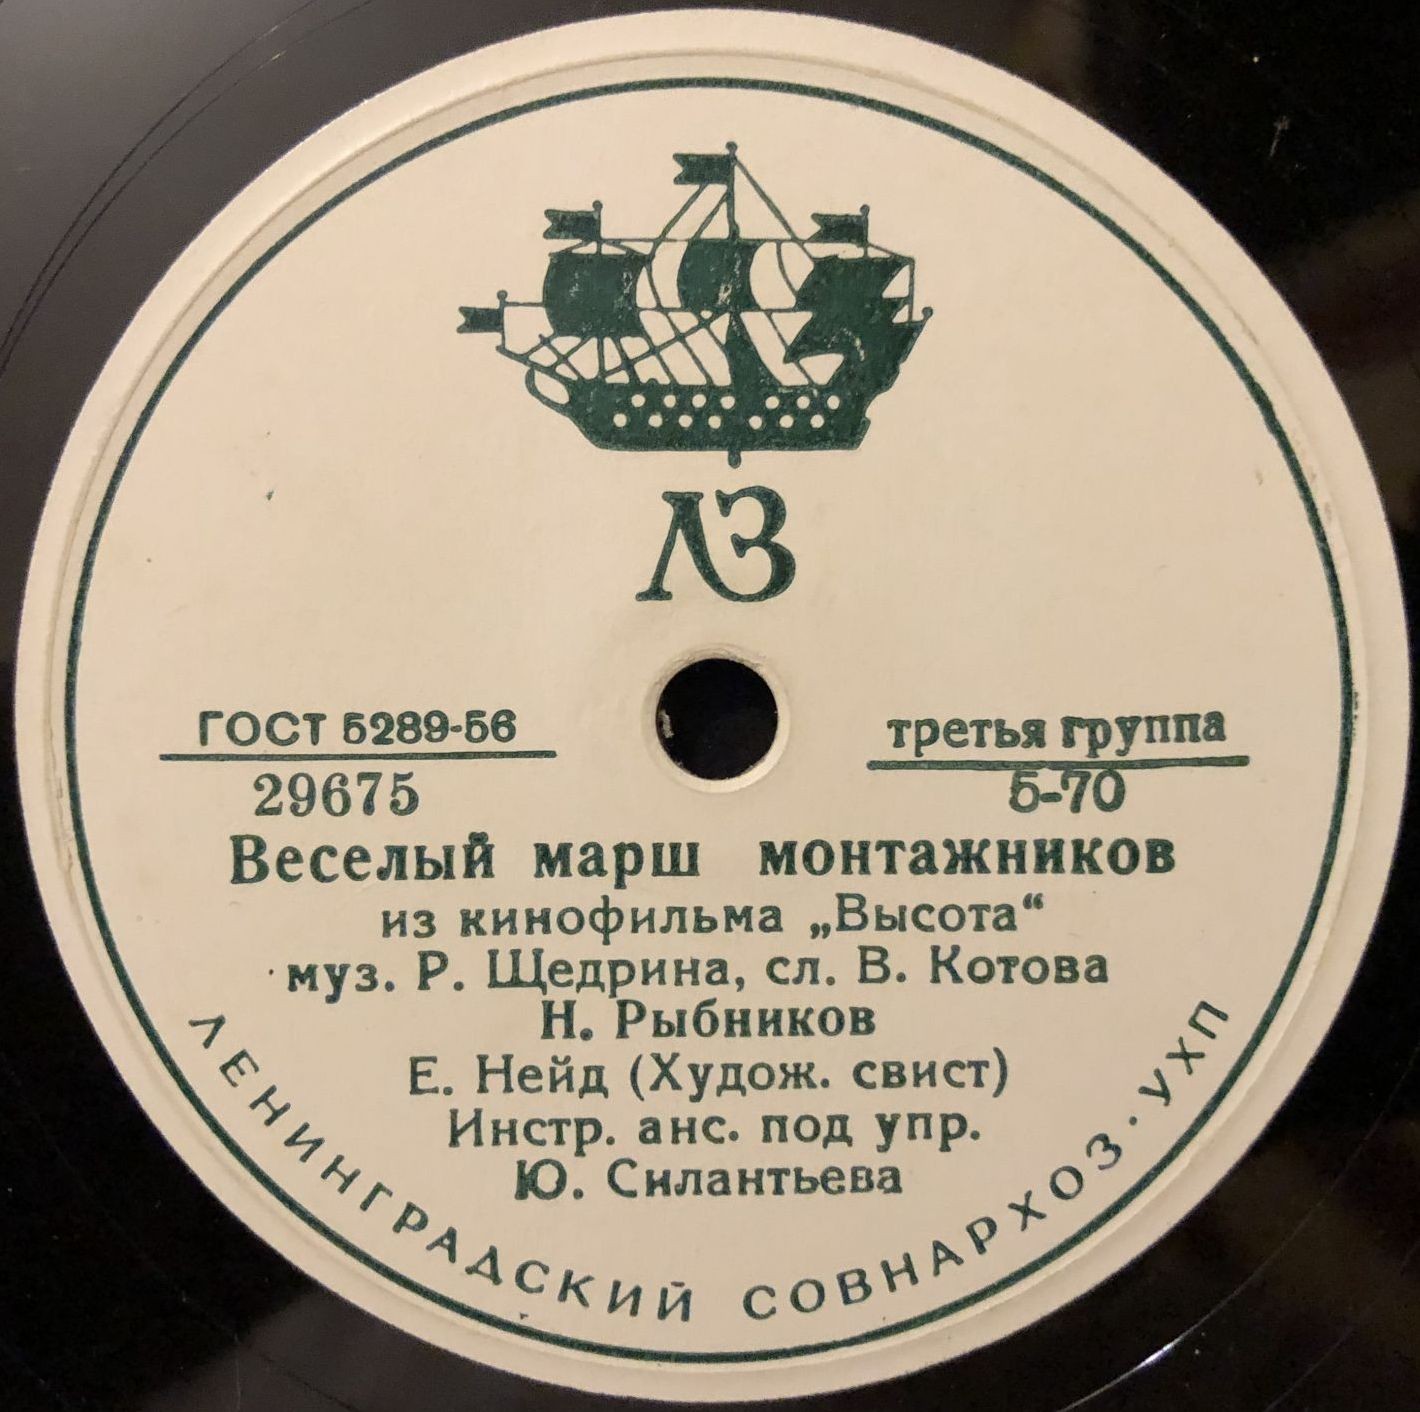 ЛЗ
ГОСТ 5289-56
29675
третья группа
5-70
Веселый марш монтажников
из кинофильма „Высота“
муз. Р. Щедрина, сл. В. Котова
Н. Рыбников
Е. Нейд (Худож. свист)
Инстр. анс. под упр.
Ю. Силантьева
ЛЕНИНГРАДСКИЙ СОВНАРХОЗ·УХП